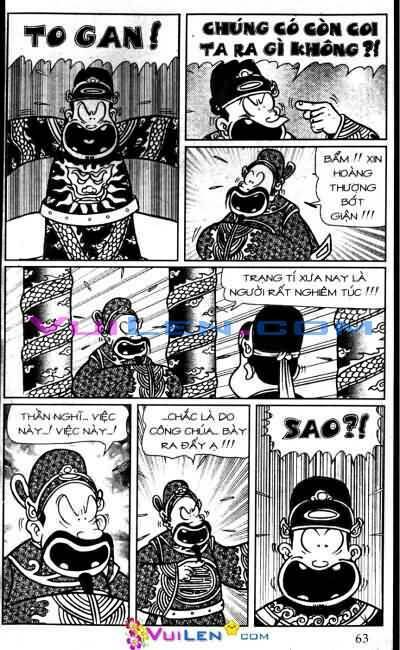 TO GAN!
CHÚNG CÓ CÒN COI
TA RA GÌ KHÔNG?!
BẨM!! XIN
HOÀNG
THƯỢNG
BỚT
GIẬN!!!
TRẠNG TÍ XƯA NAY LÀ
NGƯỜI RẤT NGHIÊM TÚC!!!
VUILEN.COM
THẦN NGHĨ... VIỆC
NÀY...! VIỆC NÀY...!
...CHẮC LÀ DO
CÔNG CHÚA... BÀY
RA ĐẤY Ạ!!!
SAO?!
63
VUILEN.COM